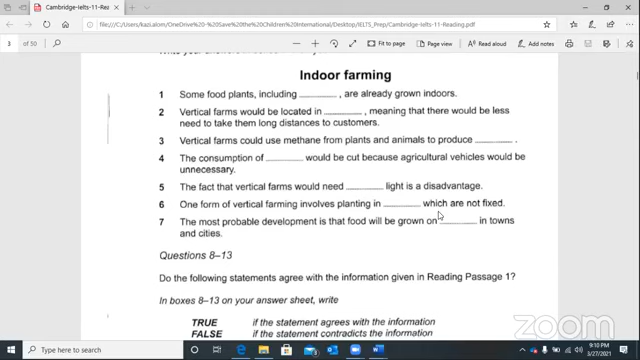 Cambridge-Ielts-11-Reading.pdf
file:///C:/Users/kazi.alom/OneDrive%20-%20Save%20the%20Children%20International/Desktop/IELTS_Prep/Cambridge-ielts-11-Reading.pdf
3 of 50
Fit to page
Page view
Read aloud
Add notes
Indoor farming
1 Some food plants, including ________ , are already grown indoors.
2 Vertical farms would be located in ________ , meaning that there would be less
need to take them long distances to customers.
3 Vertical farms could use methane from plants and animals to produce ________ .
4 The consumption of ________ would be cut because agricultural vehicles would be
unnecessary.
5 The fact that vertical farms would need ________ light is a disadvantage.
6 One form of vertical farming involves planting in ________ which are not fixed.
7 The most probable development is that food will be grown on ________ in towns
and cities.
Questions 8–13
Do the following statements agree with the information given in Reading Passage 1?
In boxes 8–13 on your answer sheet, write
TRUE if the statement agrees with the information
FALSE if the statement contradicts the information
zoom
9:10 PM
3/27/2021